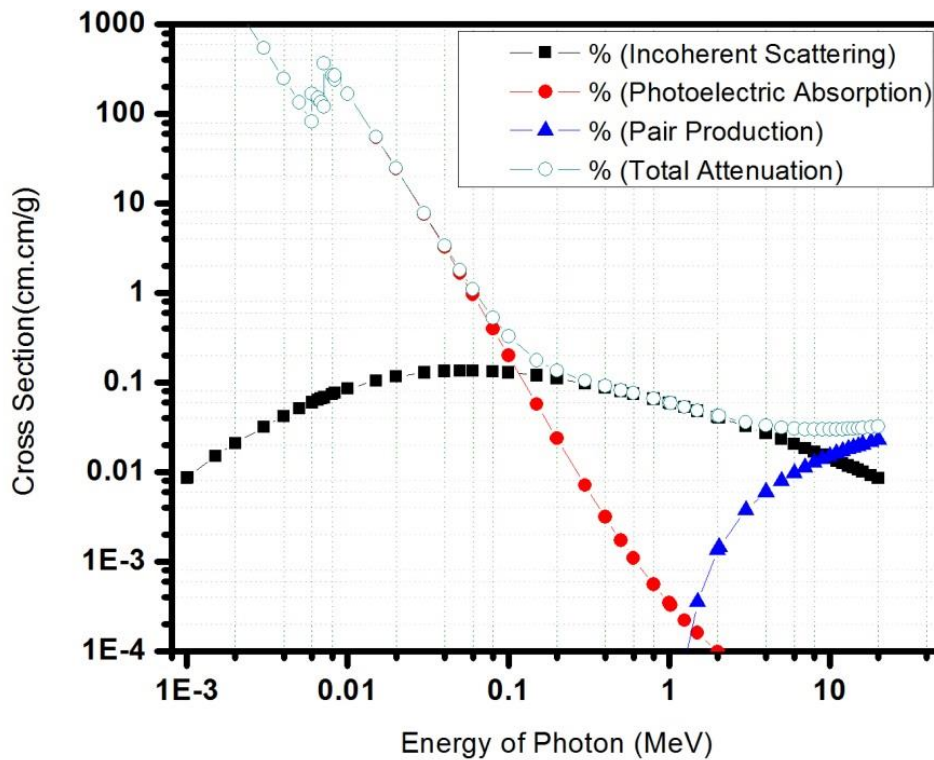 1000
100
10
1
0.1
0.01
1E-3
1E-4
Cross Section(cm.cm/g)
% (Incoherent Scattering)
% (Photoelectric Absorption)
% (Pair Production)
% (Total Attenuation)
1E-3 0.01 0.1 1 10
Energy of Photon (MeV)